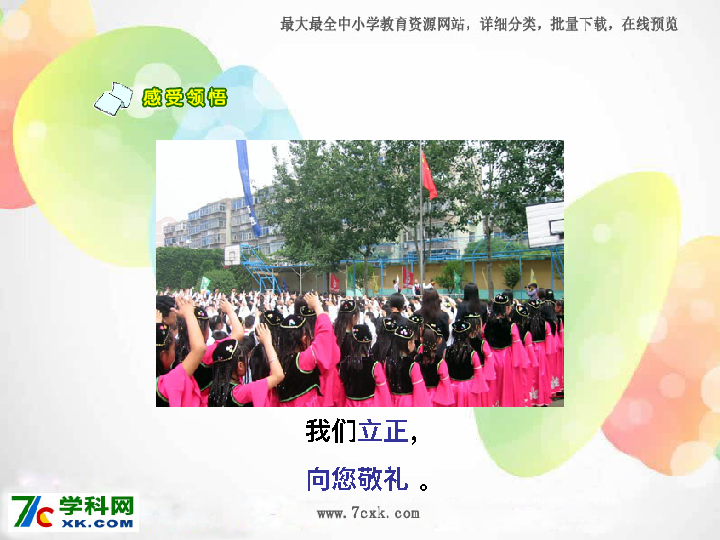 最大最全中小学教育资源网站，详细分类，批量下载，在线预览
感受领悟
我们立正，
向您敬礼 。
7C 学科网
XK.COM
www.7cxk.com